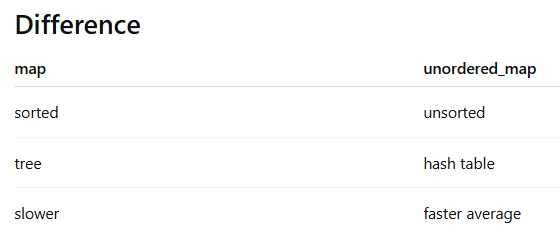 Difference
map unordered_map
sorted unsorted
tree hash table
slower faster average